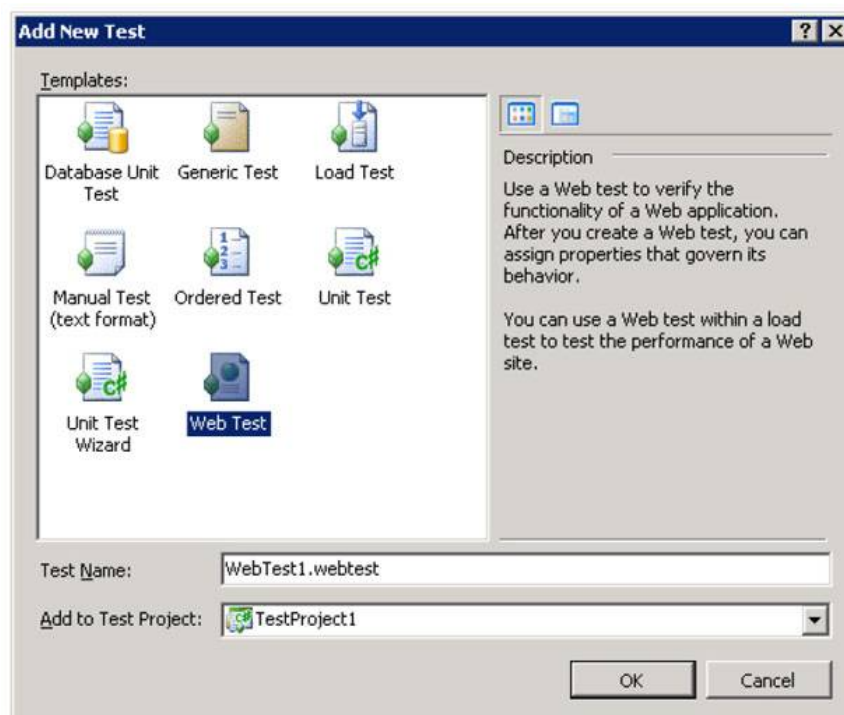 Add New Test
Templates:
Database Unit
Test
Generic Test
Load Test
Manual Test
(text format)
Ordered Test
Unit Test
Unit Test
Wizard
Web Test
Description
Use a Web test to verify the
functionality of a Web application.
After you create a Web test, you can
assign properties that govern its
behavior.
You can use a Web test within a load
test to test the performance of a Web
site.
Test Name:
WebTest1.webtest
Add to Test Project:
TestProject1
OK
Cancel